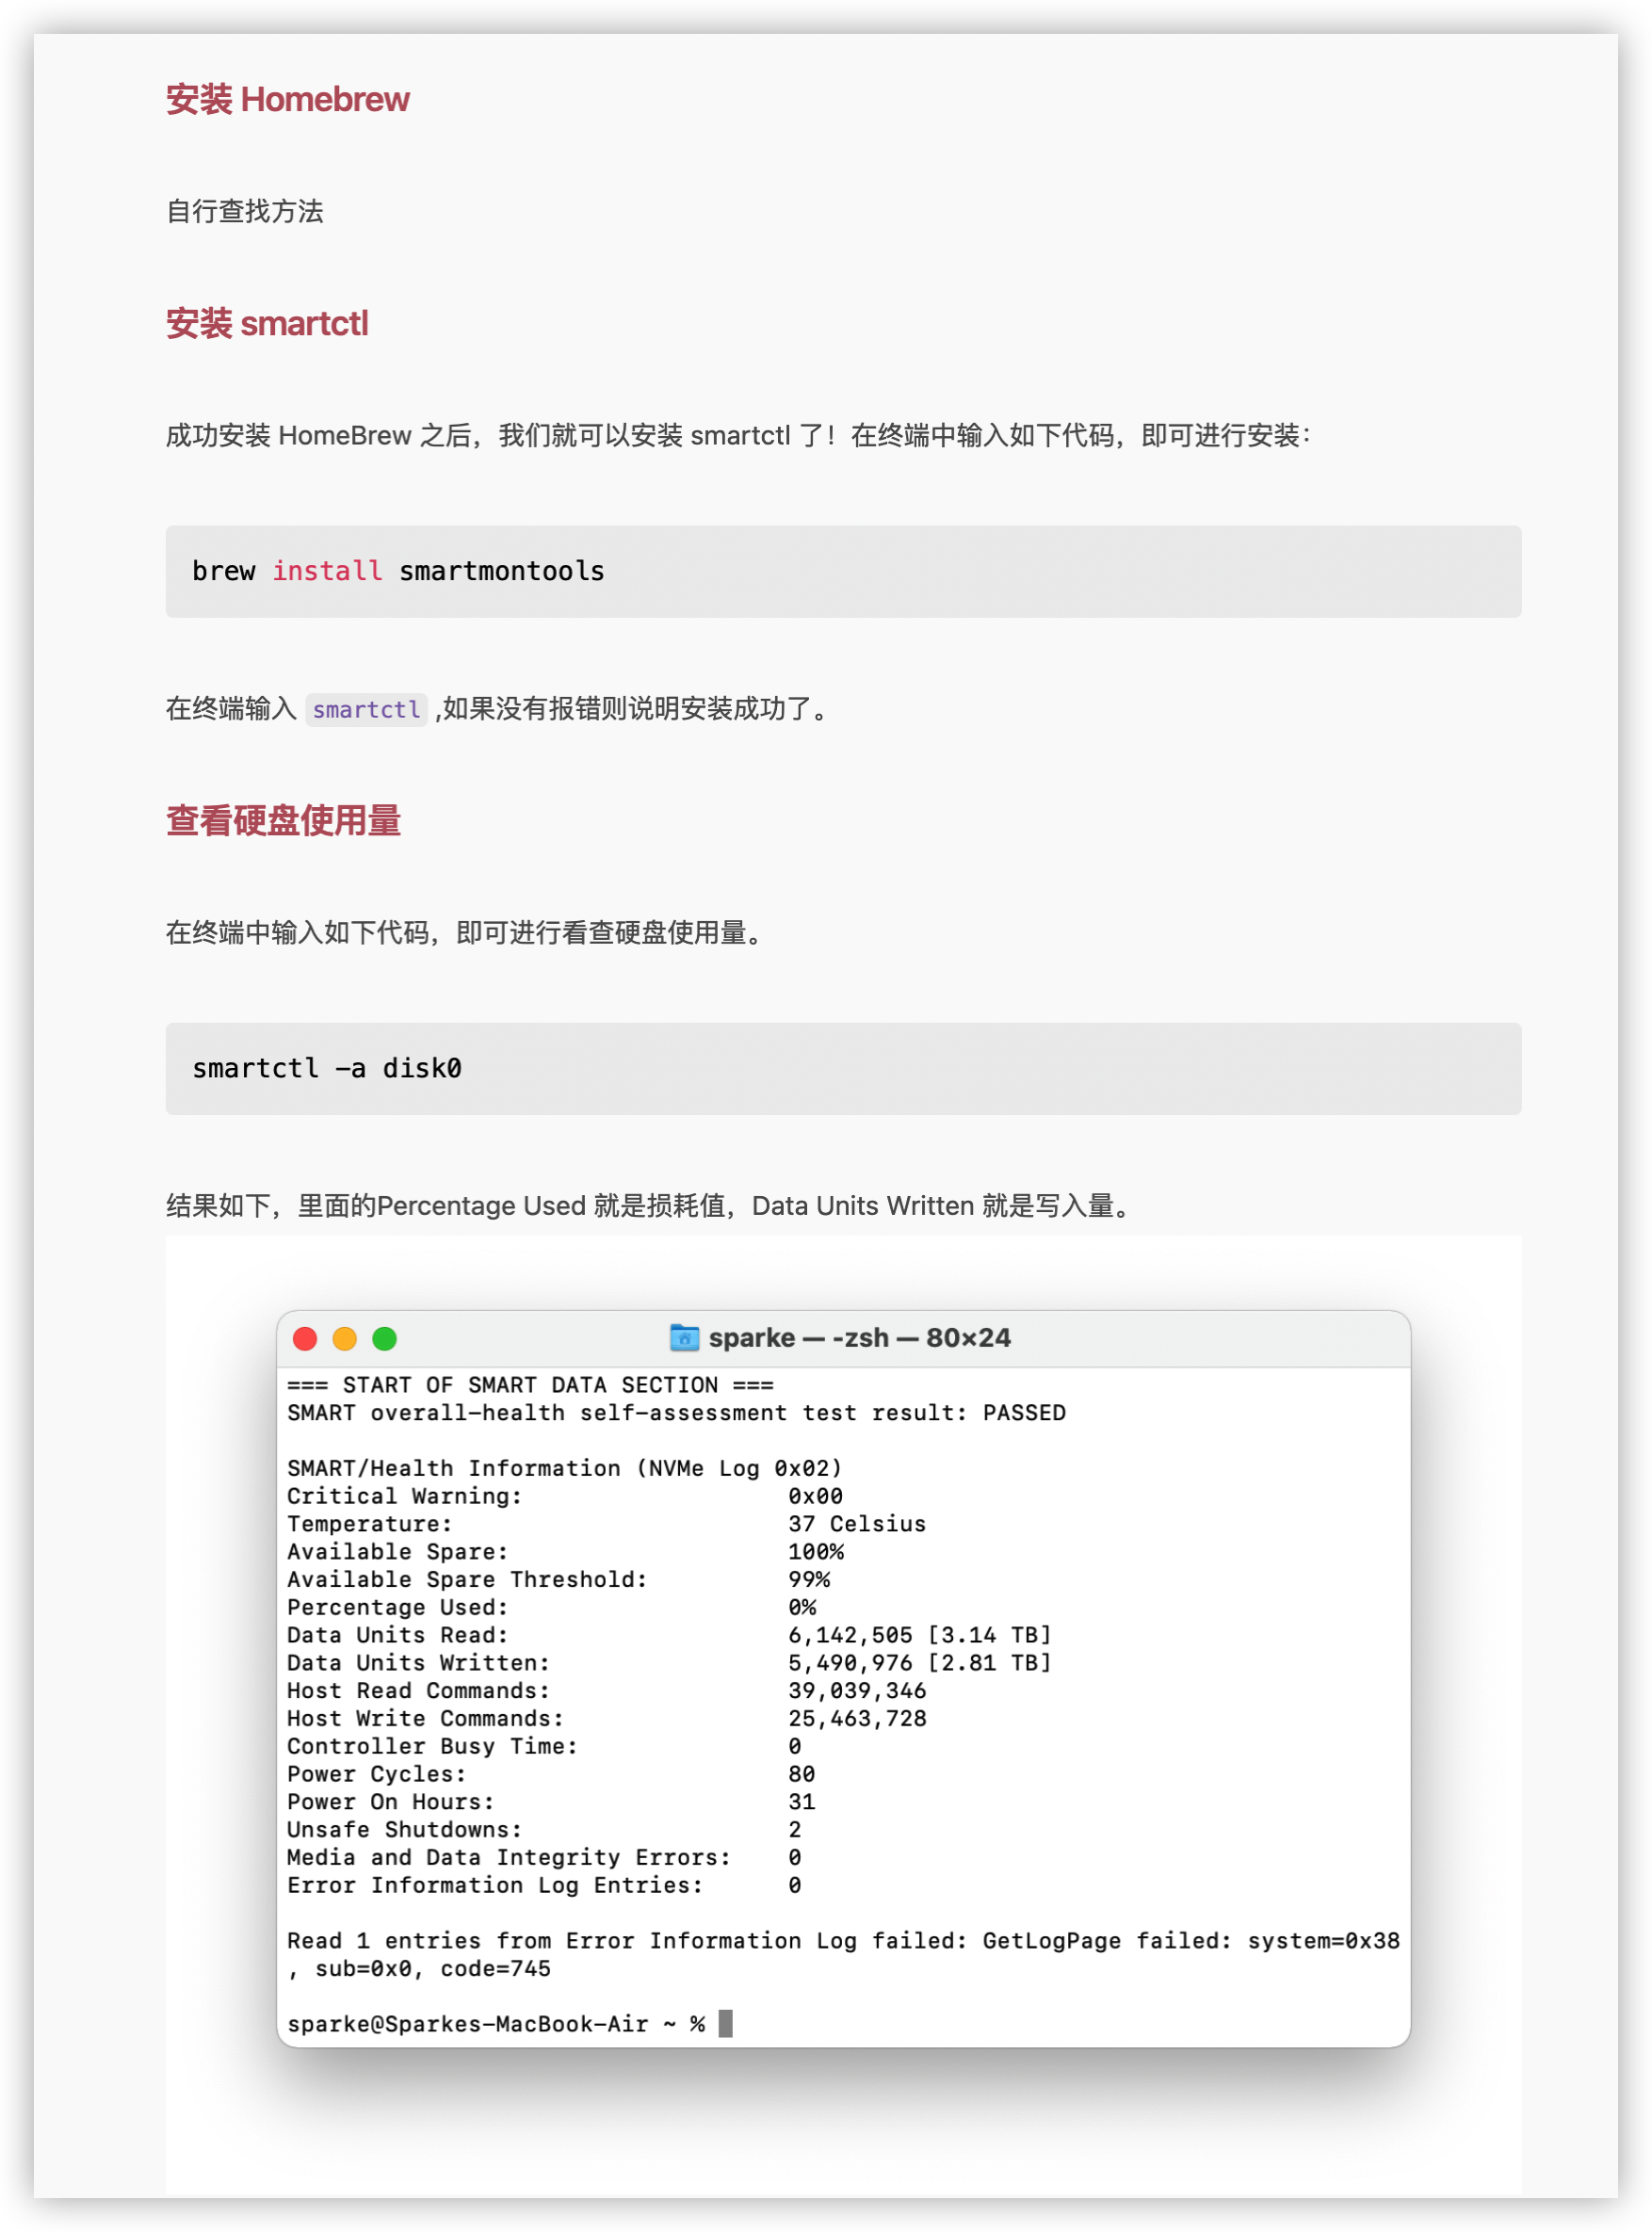 安装 Homebrew
自行查找方法
安装 smartctl
成功安装 HomeBrew 之后，我们就可以安装 smartctl 了！在终端中输入如下代码，即可进行安装：
brew install smartmontools
在终端输入 smartctl ,如果没有报错则说明安装成功了。
查看硬盘使用量
在终端中输入如下代码，即可进行看查硬盘使用量。
smartctl -a disk0
结果如下，里面的Percentage Used 就是损耗值，Data Units Written 就是写入量。
sparke — -zsh — 80×24
=== START OF SMART DATA SECTION ===
SMART overall-health self-assessment test result: PASSED
SMART/Health Information (NVMe Log 0x02)
Critical Warning: 0x00
Temperature: 37 Celsius
Available Spare: 100%
Available Spare Threshold: 99%
Percentage Used: 0%
Data Units Read: 6,142,505 [3.14 TB]
Data Units Written: 5,490,976 [2.81 TB]
Host Read Commands: 39,039,346
Host Write Commands: 25,463,728
Controller Busy Time: 0
Power Cycles: 80
Power On Hours: 31
Unsafe Shutdowns: 2
Media and Data Integrity Errors: 0
Error Information Log Entries: 0
Read 1 entries from Error Information Log failed: GetLogPage failed: system=0x38
, sub=0x0, code=745
sparke@Sparkes-MacBook-Air ~ %